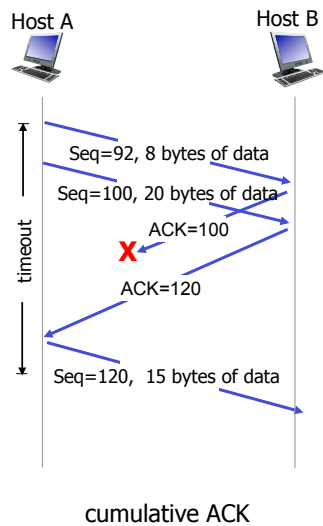 Host A
Host B
Seq=92, 8 bytes of data
Seq=100, 20 bytes of data
ACK=100
X
timeout
ACK=120
Seq=120, 15 bytes of data
cumulative ACK